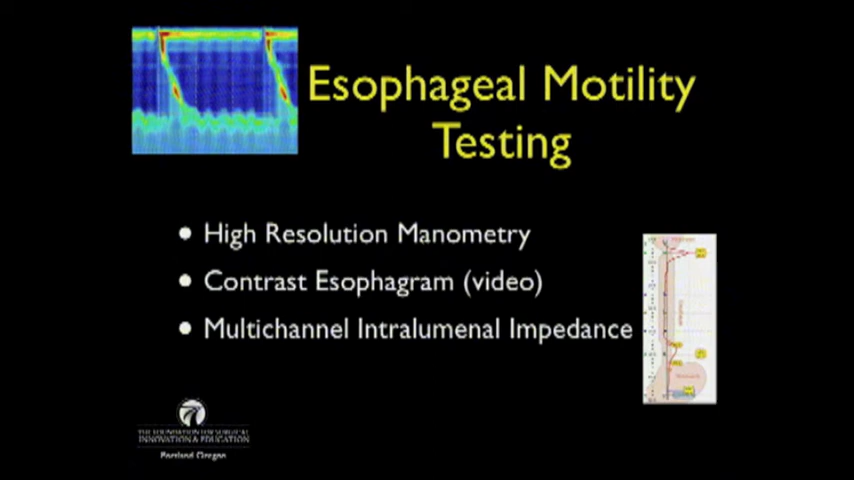 Esophageal Motility
Testing
High Resolution Manometry
Contrast Esophagram (video)
Multichannel Intralumenal Impedance
THE FOUNDATION FOR SURGICAL
INNOVATION & EDUCATION
Portland Oregon